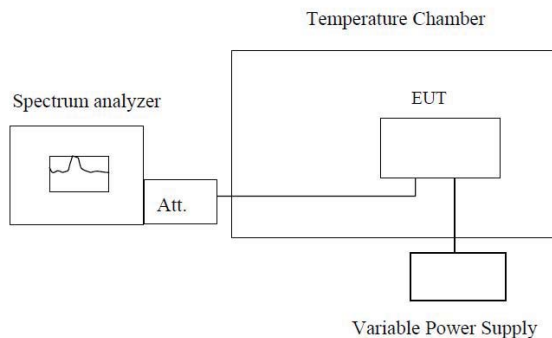 Temperature Chamber
Spectrum analyzer
EUT
Att.
Variable Power Supply